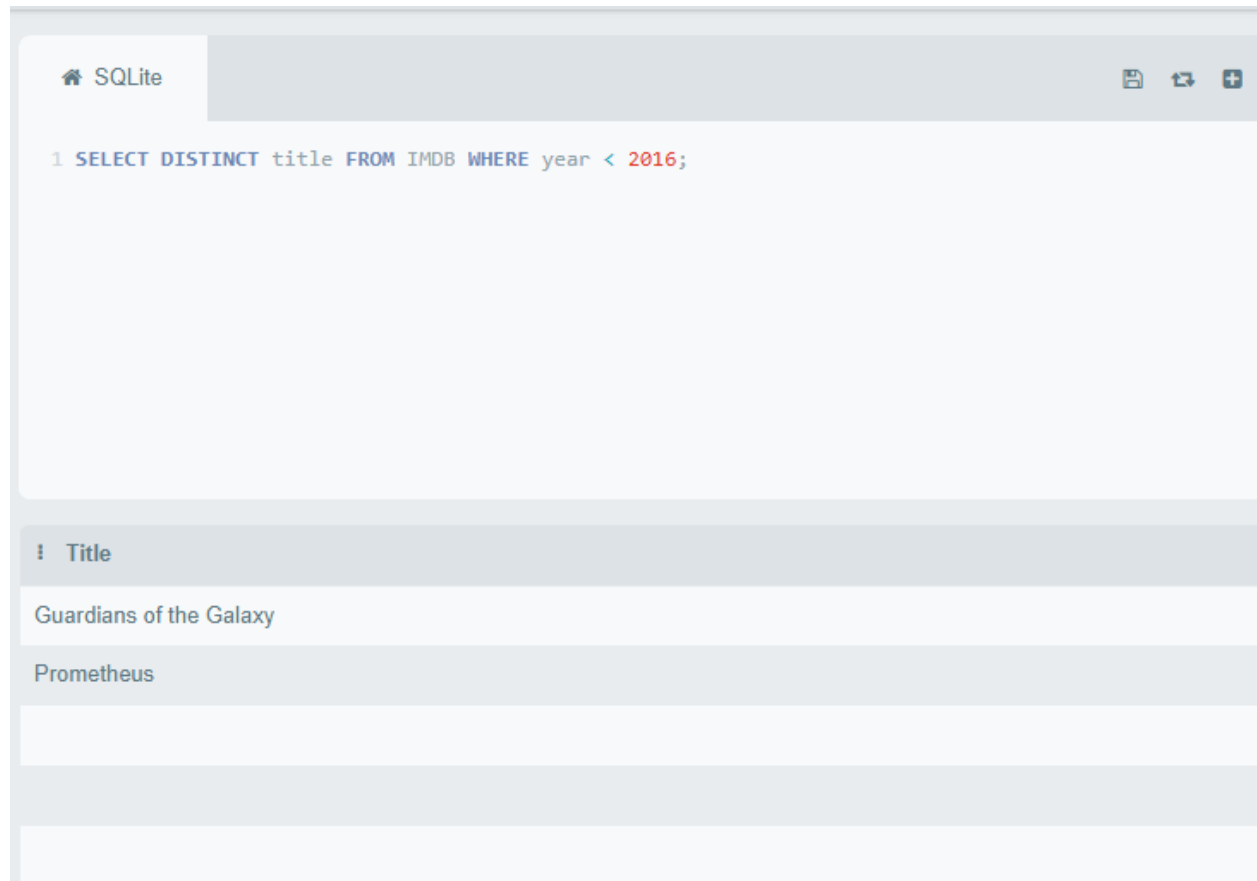 SQLite
1 SELECT DISTINCT title FROM IMDB WHERE year < 2016;
Title
Guardians of the Galaxy
Prometheus